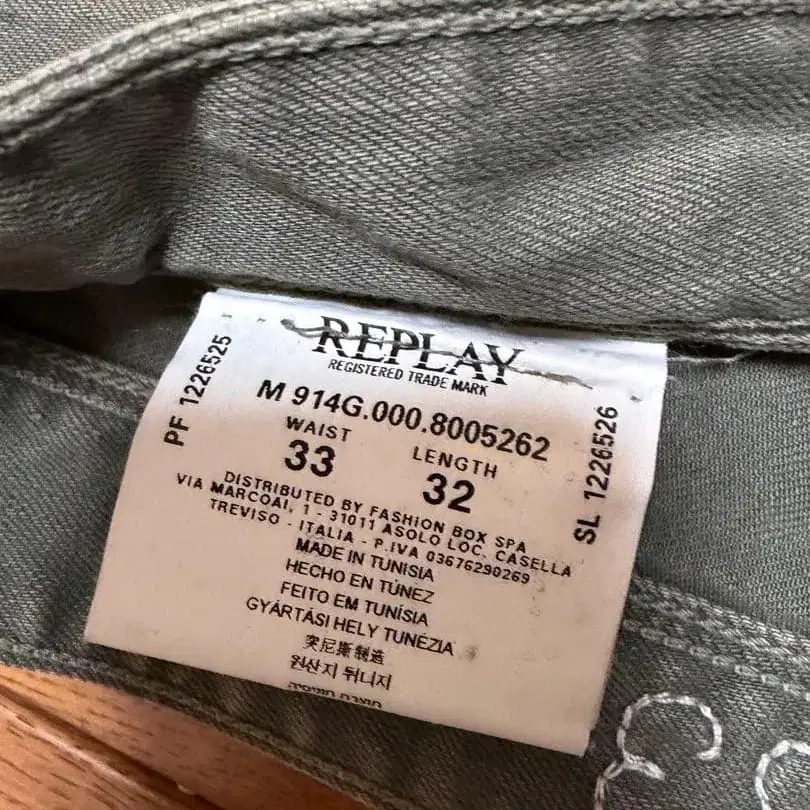 REPLAY
REGISTERED TRADE MARK
M 914G.000.8005262
PF 1226525
WAIST
33
LENGTH
32
SL 1226526
DISTRIBUTED BY FASHION BOX SPA
VIA MARCOAI, 1 - 31011 ASOLO LOC. CASELLA
TREVISO - ITALIA - P.IVA 03676290269
MADE IN TUNISIA
HECHO EN TÚNEZ
FEITO EM TUNÍSIA
GYÁRTÁSI HELY TUNÉZIA
突尼斯制造
원산지 튀니지